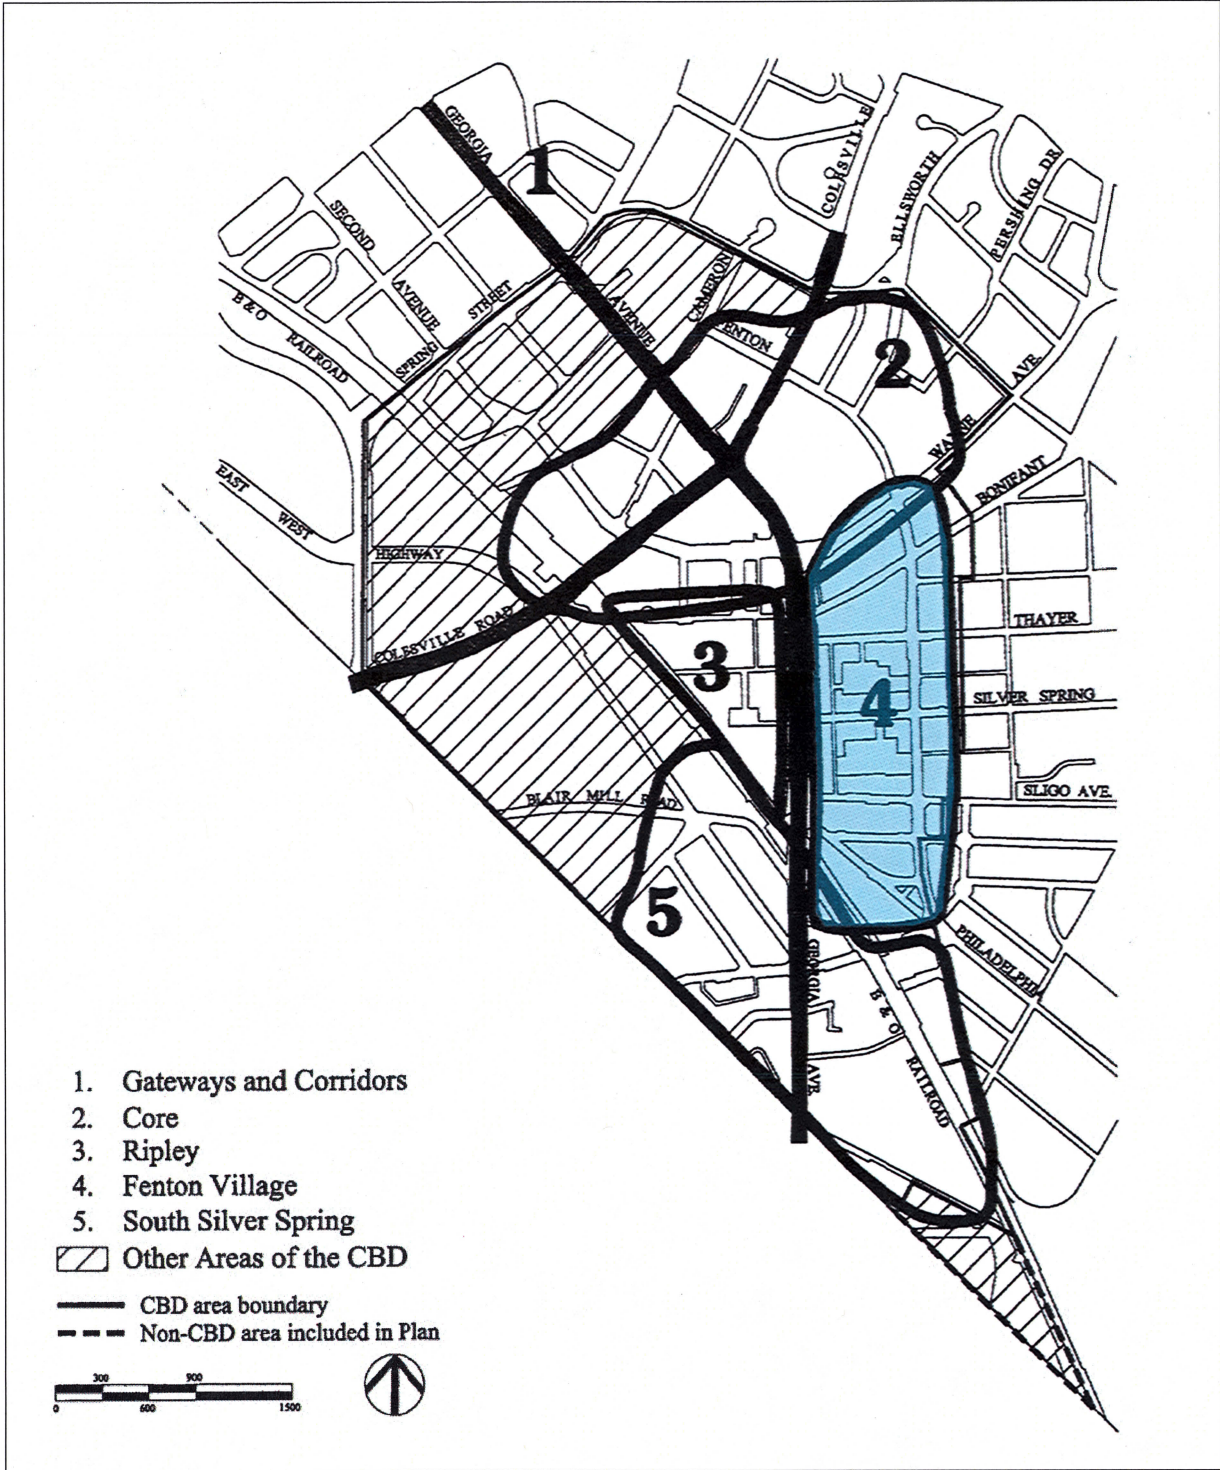 GEORGIA
1
COLESVILLE
ELLSWORTH
PERSHING DR.
SECOND
AVENUE
SPRING
STREET
B & O
RAILROAD
AVENUE
CAMERON
FENTON
2
AVE.
WAYNE
BONIFANT
EAST
WEST
HIGHWAY
COLESVILLE ROAD
THAYER
3
4
SILVER SPRING
SLIGO AVE.
BLAIR MILL ROAD
5
GEORGIA
AVE.
PHILADELPHI
B & O
RAILROAD
1. Gateways and Corridors
2. Core
3. Ripley
4. Fenton Village
5. South Silver Spring
Other Areas of the CBD
CBD area boundary
Non-CBD area included in Plan
300 900
0 600 1500